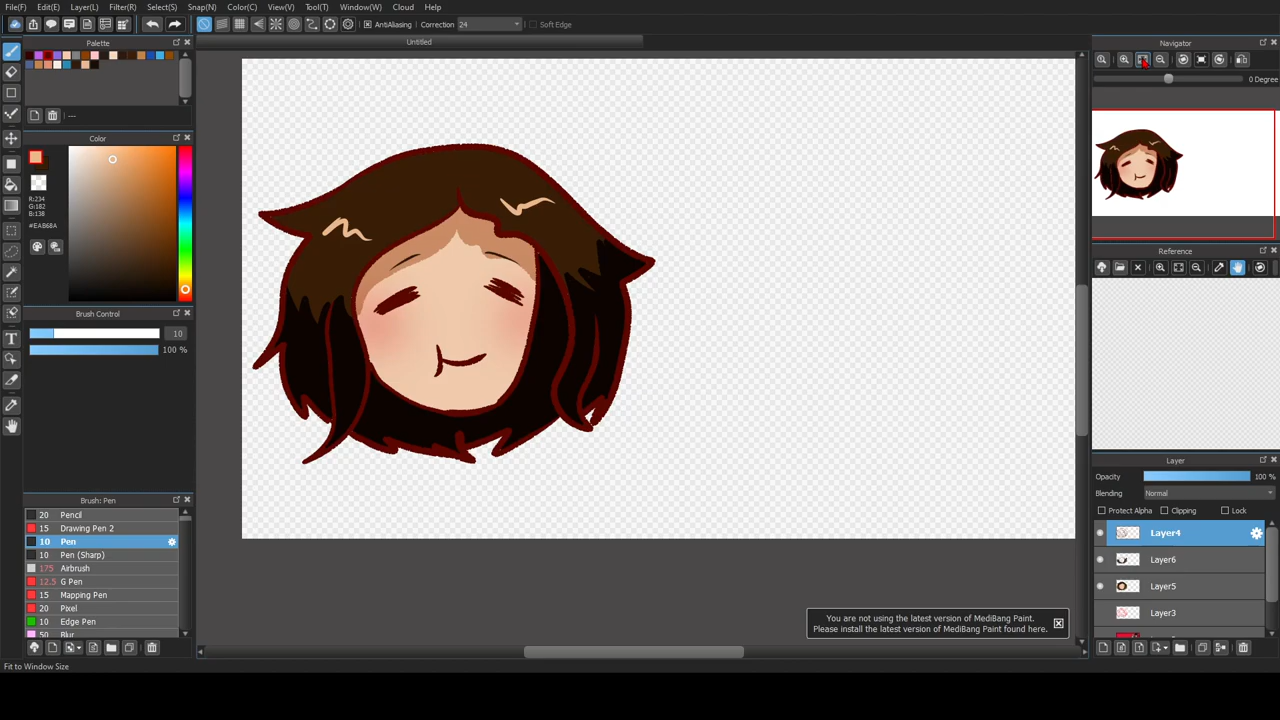 File(F) Edit(E) Layer(L) Filter(R) Select(S) Snap(N) Color(C) View(V) Tool(T) Window(W) Cloud Help
AntiAliasing Correction 24 Soft Edge
Palette
Untitled
Navigator
0 Degree
---
Color
R:234
G:182
B:138
#EAB68A
Reference
Brush Control
10
100 %
Layer
Opacity 100 %
Blending Normal
Protect Alpha Clipping Lock
Layer4
Layer6
Layer5
Layer3
Brush: Pen
20 Pencil
15 Drawing Pen 2
10 Pen
10 Pen (Sharp)
175 Airbrush
12.5 G Pen
15 Mapping Pen
20 Pixel
10 Edge Pen
50 Blur
You are not using the latest version of MediBang Paint.
Please install the latest version of MediBang Paint found here.
Fit to Window Size